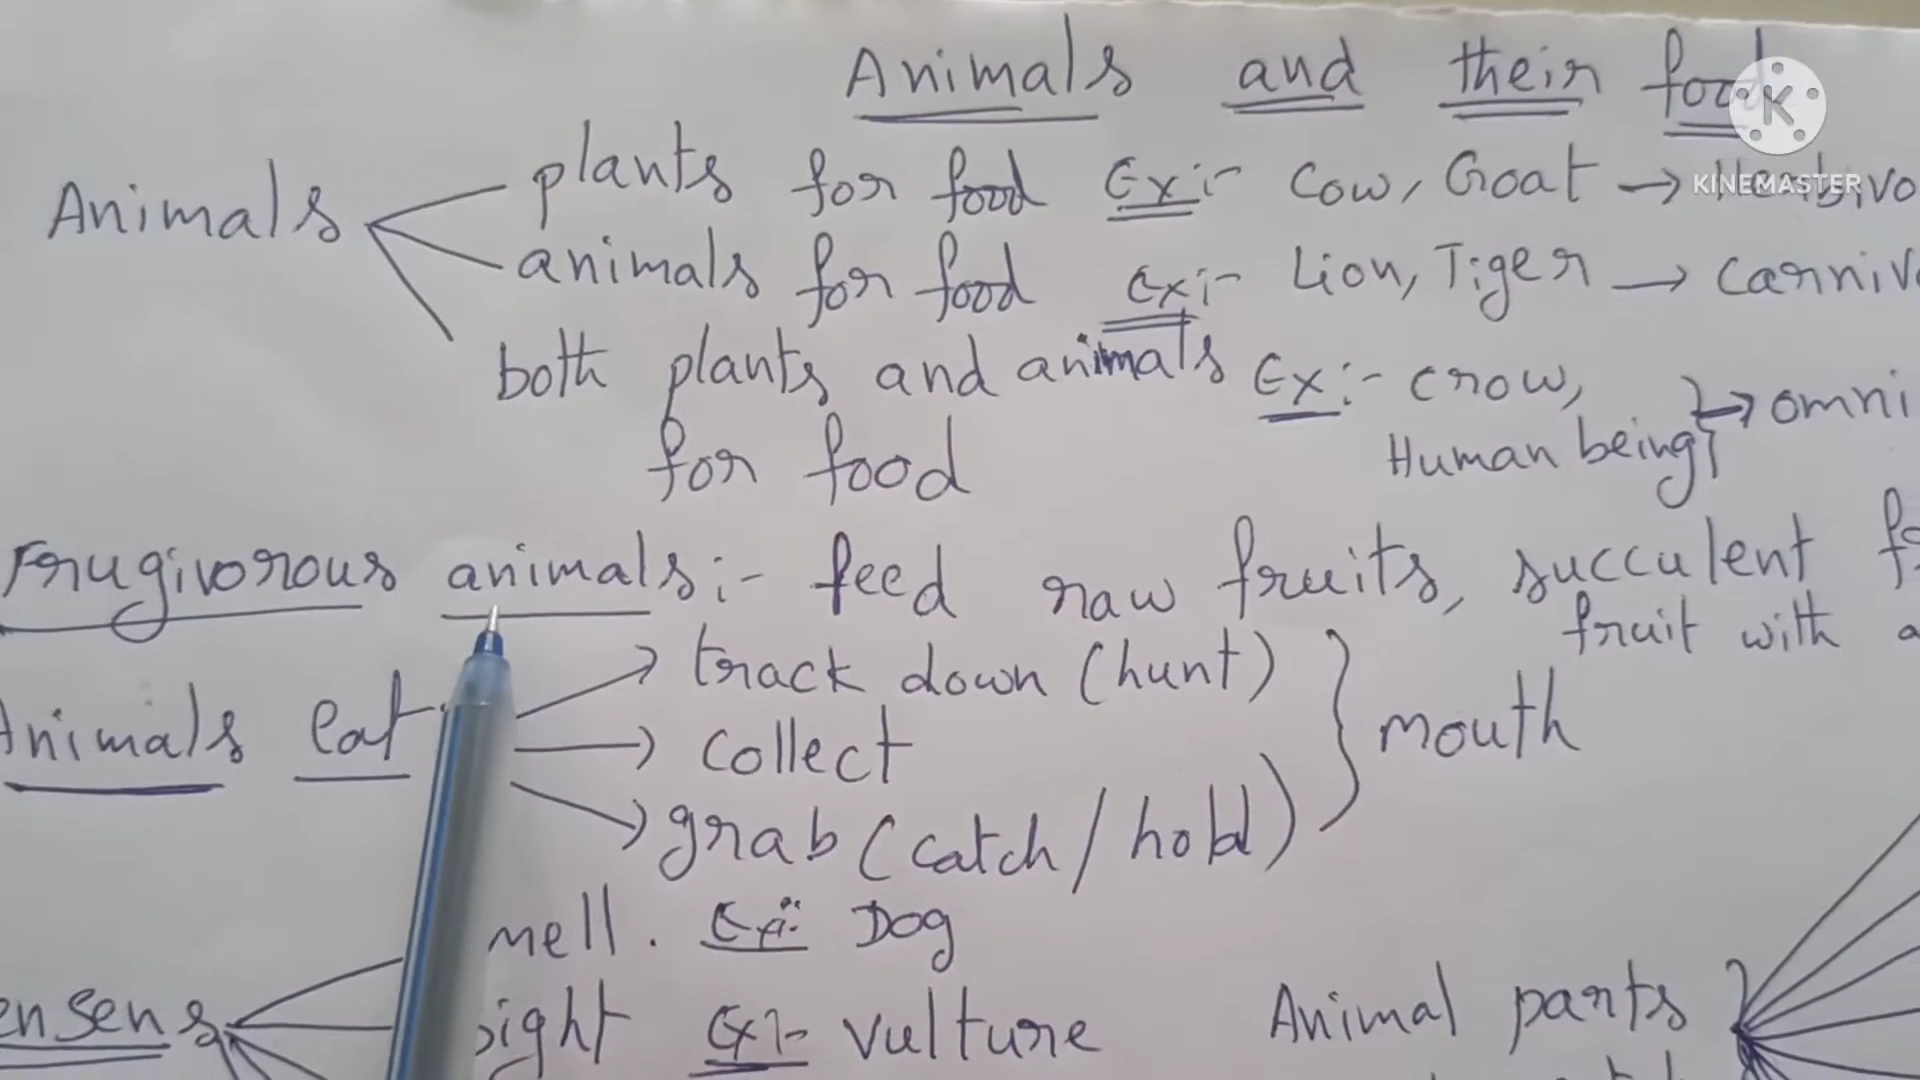 Animals and their food
KINEMASTER
Animals
plants for food Ex:- Cow, Goat →
animals for food Ex:- Lion, Tiger → Carniv
both plants and animals for food Ex:- Crow, Human being → omni
Frugivorous animals:- feed raw fruits, succulent
fruit with a
Animals eat
→ track down (hunt)
→ collect
→ grab (catch/hold)
mouth
mell. Ex: Dog
ensens
sight Ex:- vulture
Animal parts